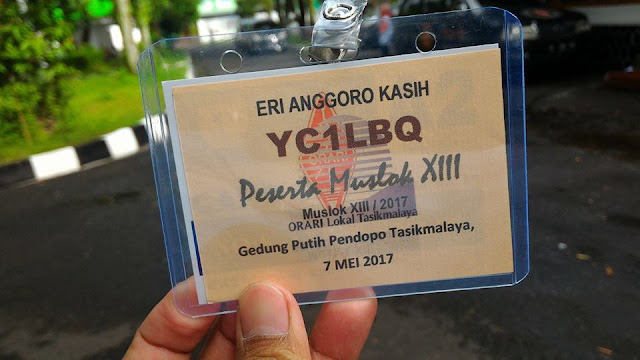 ERI ANGGORO KASIH
YC1LBQ
ORARI
Peserta Muslok XIII
Muslok XIII / 2017
ORARI Lokal Tasikmalaya
Gedung Putih Pendopo Tasikmalaya,
7 MEI 2017